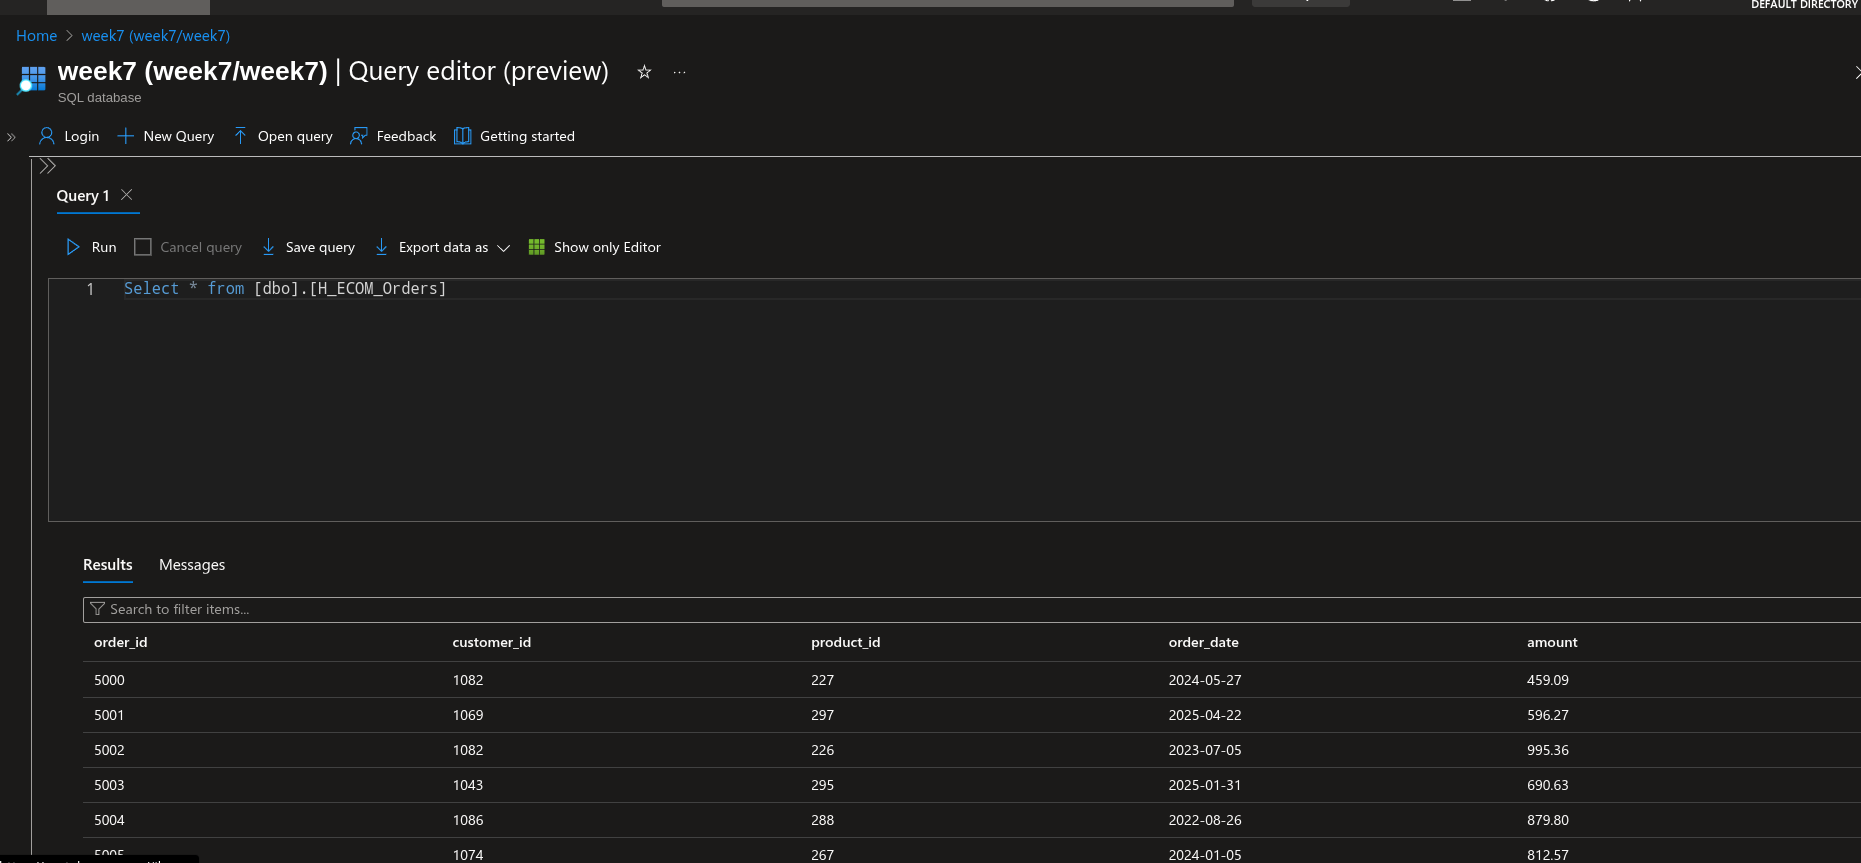 DEFAULT DIRECTORY
Home > week7 (week7/week7)
week7 (week7/week7) | Query editor (preview)
SQL database
Login New Query Open query Feedback Getting started
Query 1
Run Cancel query Save query Export data as Show only Editor
1 Select * from [dbo].[H_ECOM_Orders]
Results Messages
Search to filter items...
order_id customer_id product_id order_date amount
5000 1082 227 2024-05-27 459.09
5001 1069 297 2025-04-22 596.27
5002 1082 226 2023-07-05 995.36
5003 1043 295 2025-01-31 690.63
5004 1086 288 2022-08-26 879.80
5005 1074 267 2024-01-05 812.57